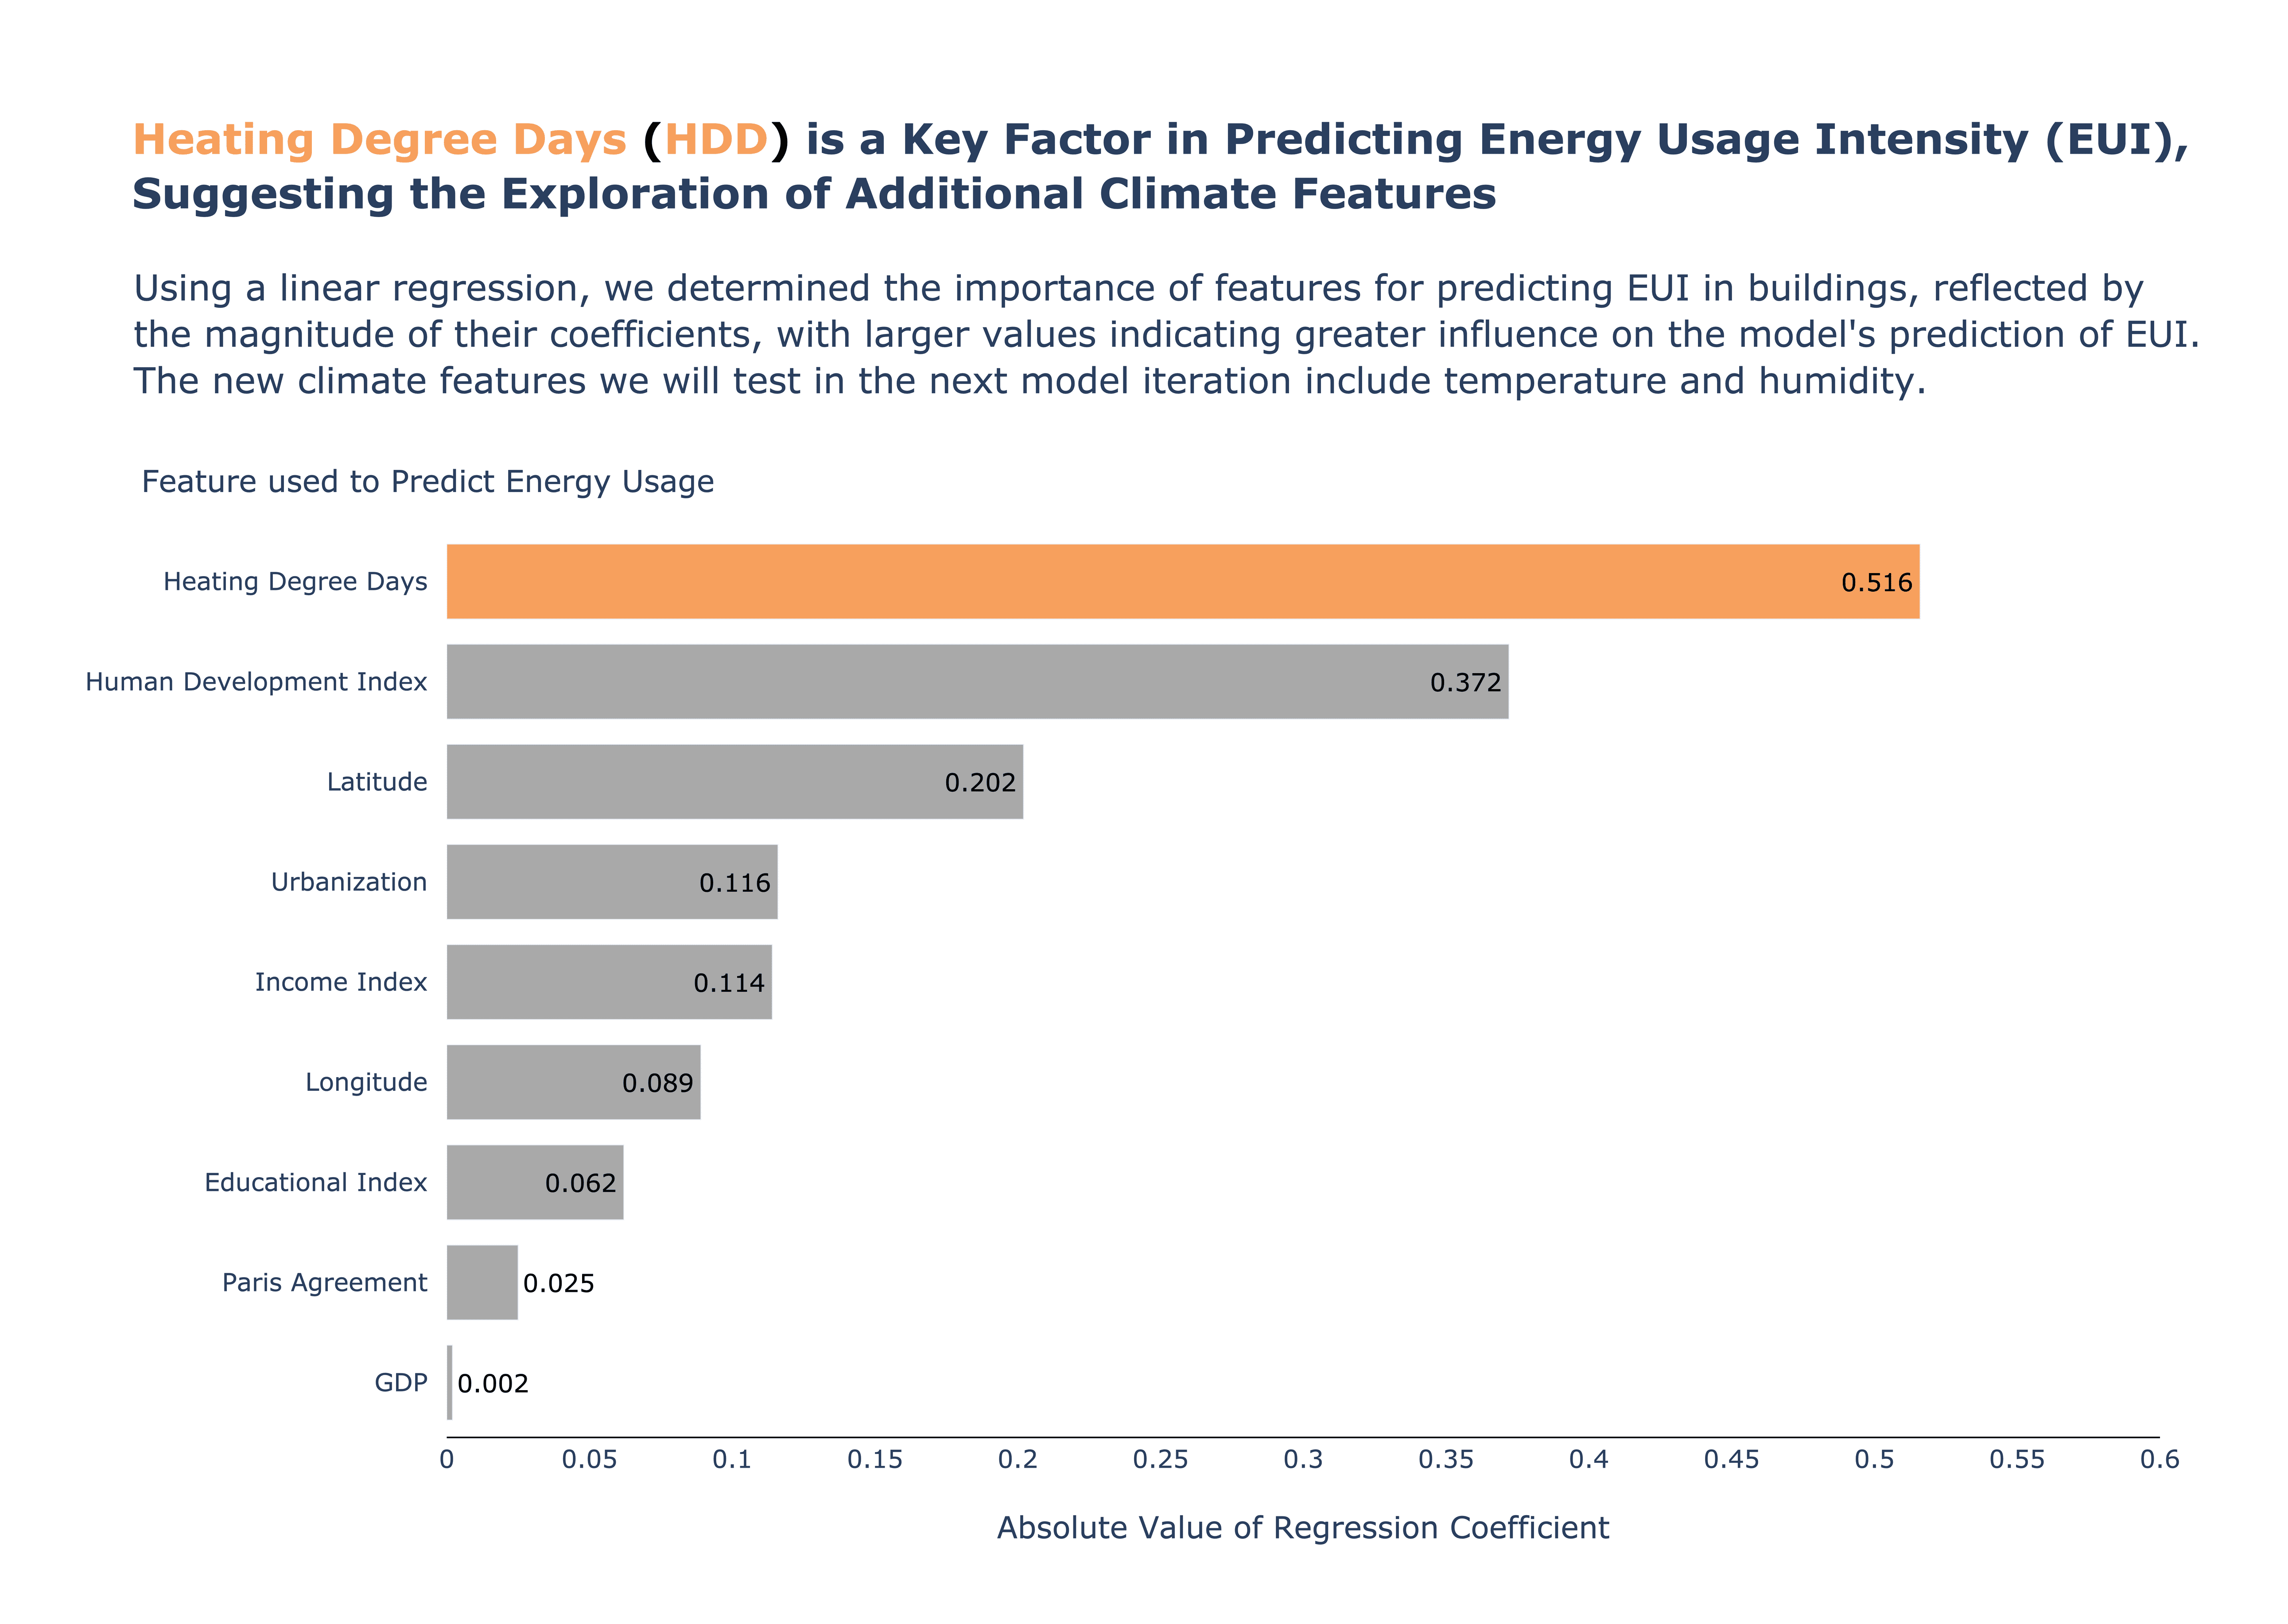 Heating Degree Days (HDD) is a Key Factor in Predicting Energy Usage Intensity (EUI),
Suggesting the Exploration of Additional Climate Features
Using a linear regression, we determined the importance of features for predicting EUI in buildings, reflected by
the magnitude of their coefficients, with larger values indicating greater influence on the model's prediction of EUI.
The new climate features we will test in the next model iteration include temperature and humidity.
Feature used to Predict Energy Usage
Heating Degree Days 0.516
Human Development Index 0.372
Latitude 0.202
Urbanization 0.116
Income Index 0.114
Longitude 0.089
Educational Index 0.062
Paris Agreement 0.025
GDP 0.002
0 0.05 0.1 0.15 0.2 0.25 0.3 0.35 0.4 0.45 0.5 0.55 0.6
Absolute Value of Regression Coefficient